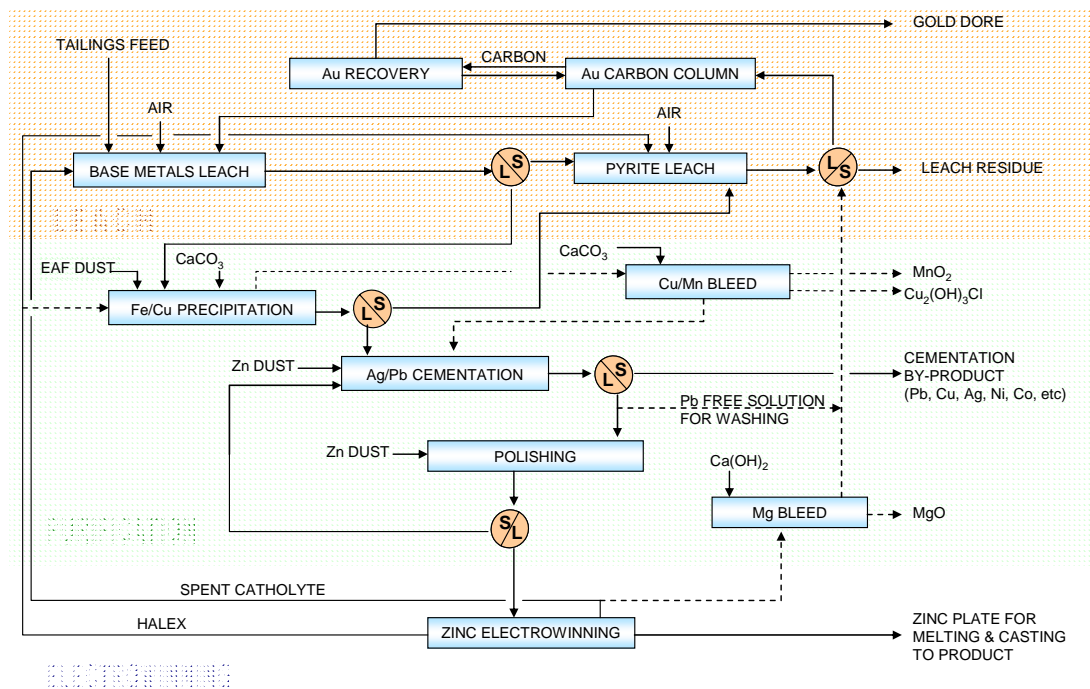 GOLD DORE
TAILINGS FEED
CARBON
Au RECOVERY
Au CARBON COLUMN
AIR
AIR
BASE METALS LEACH
L S
PYRITE LEACH
L S
LEACH RESIDUE
LEACH
CaCO3
EAF DUST
CaCO3
Cu/Mn BLEED
MnO2
Cu2(OH)3Cl
Fe/Cu PRECIPITATION
L S
Zn DUST
Ag/Pb CEMENTATION
L S
CEMENTATION
BY-PRODUCT
(Pb, Cu, Ag, Ni, Co, etc)
Pb FREE SOLUTION
FOR WASHING
Zn DUST
POLISHING
Ca(OH)2
Mg BLEED
MgO
S L
PURIFICATION
SPENT CATHOLYTE
HALEX
ZINC ELECTROWINNING
ZINC PLATE FOR
MELTING & CASTING
TO PRODUCT
ELECTROWINNING